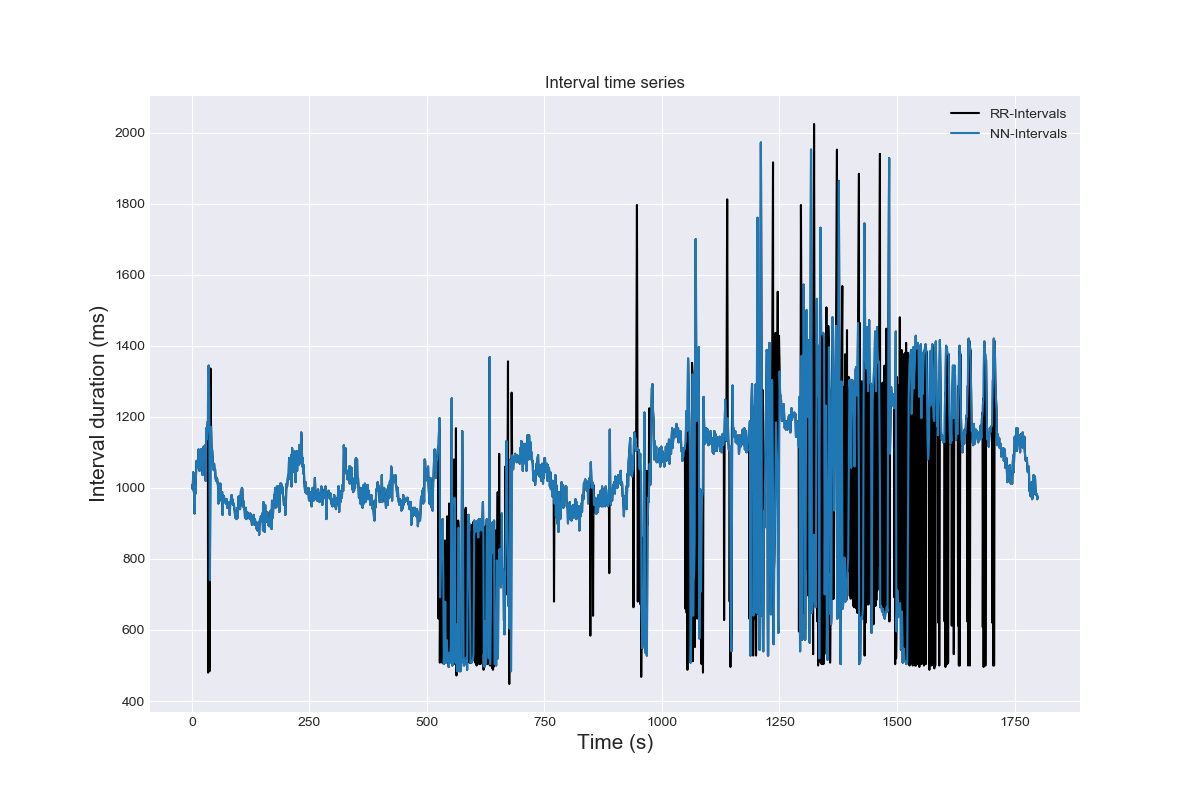 Interval time series
RR-Intervals
NN-Intervals
Interval duration (ms)
2000
1800
1600
1400
1200
1000
800
600
400
0 250 500 750 1000 1250 1500 1750
Time (s)